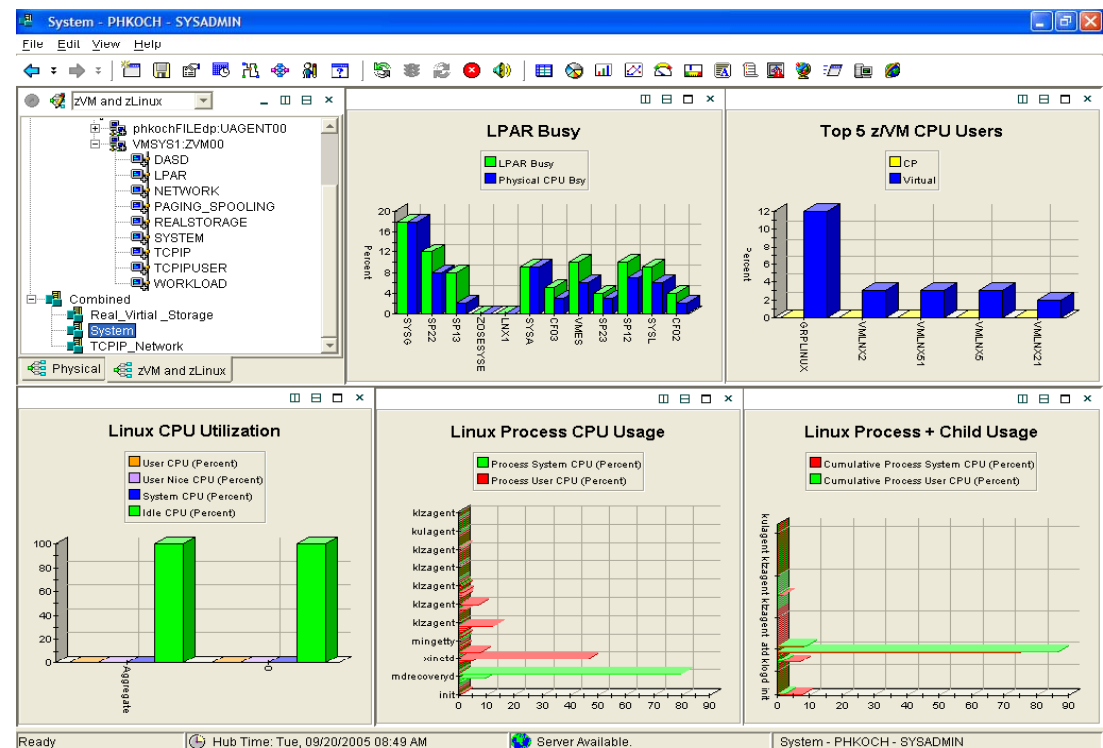 System - PHKOCH - SYSADMIN
File Edit View Help
zVM and zLinux
phkochFILEdp:UAGENT00
VMSYS1:ZVM00
DASD
LPAR
NETWORK
PAGING_SPOOLING
REALSTORAGE
SYSTEM
TCPIP
TCPIPUSER
WORKLOAD
Combined
Real_Virtial _Storage
System
TCPIP_Network
Physical
zVM and zLinux
LPAR Busy
LPAR Busy
Physical CPU Bsy
Percent
20
16
12
8
4
0
SYSG
SP22
SP13
ZOSESYSE
LNX1
SYSA
CF03
VMES
SP23
SP12
SYSL
CF02
Top 5 z/VM CPU Users
CP
Virtual
Percent
12
10
8
6
4
2
0
GRPLINUX
VMLNX2
VMLNX51
VMLNX5
VMLNX21
Linux CPU Utilization
User CPU (Percent)
User Nice CPU (Percent)
System CPU (Percent)
Idle CPU (Percent)
100
80
60
40
20
0
Aggregate
0
Linux Process CPU Usage
Process System CPU (Percent)
Process User CPU (Percent)
klzagent
kulagent
klzagent
klzagent
klzagent
klzagent
klzagent
mingetty
xinetd
mdrecoveryd
init
0 10 20 30 40 50 60 70 80 90
Linux Process + Child Usage
Cumulative Process System CPU (Percent)
Cumulative Process User CPU (Percent)
kulagent klzagent klzagent atd klogd init
0 10 20 30 40 50 60 70 80 90
Ready
Hub Time: Tue, 09/20/2005 08:49 AM
Server Available.
System - PHKOCH - SYSADMIN